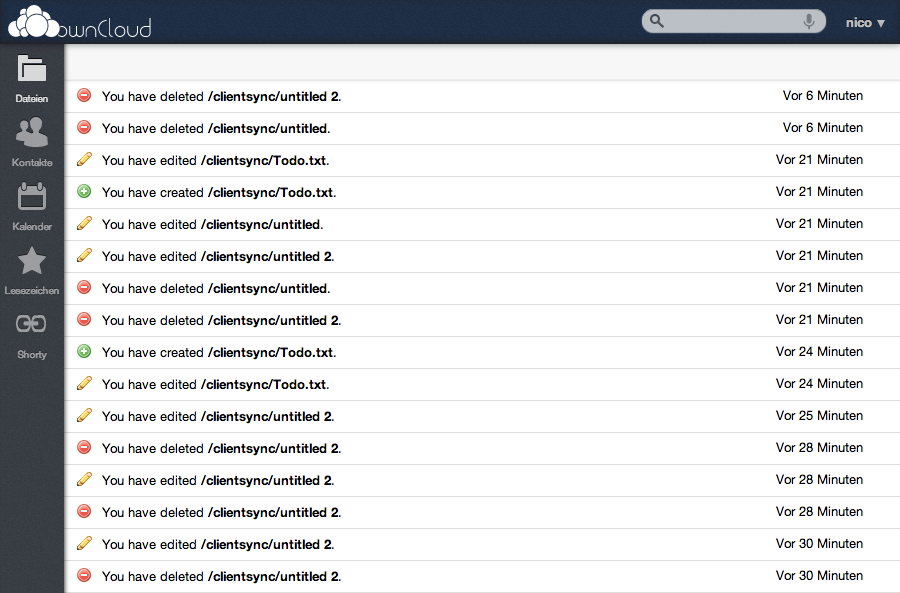 ownCloud
nico ▼
Dateien
Kontakte
Kalender
Lesezeichen
Shorty
You have deleted /clientsync/untitled 2. Vor 6 Minuten
You have deleted /clientsync/untitled. Vor 6 Minuten
You have edited /clientsync/Todo.txt. Vor 21 Minuten
You have created /clientsync/Todo.txt. Vor 21 Minuten
You have edited /clientsync/untitled. Vor 21 Minuten
You have edited /clientsync/untitled 2. Vor 21 Minuten
You have deleted /clientsync/untitled. Vor 21 Minuten
You have deleted /clientsync/untitled 2. Vor 21 Minuten
You have created /clientsync/Todo.txt. Vor 24 Minuten
You have edited /clientsync/Todo.txt. Vor 24 Minuten
You have edited /clientsync/untitled 2. Vor 25 Minuten
You have deleted /clientsync/untitled 2. Vor 28 Minuten
You have edited /clientsync/untitled 2. Vor 28 Minuten
You have deleted /clientsync/untitled 2. Vor 28 Minuten
You have edited /clientsync/untitled 2. Vor 30 Minuten
You have deleted /clientsync/untitled 2. Vor 30 Minuten